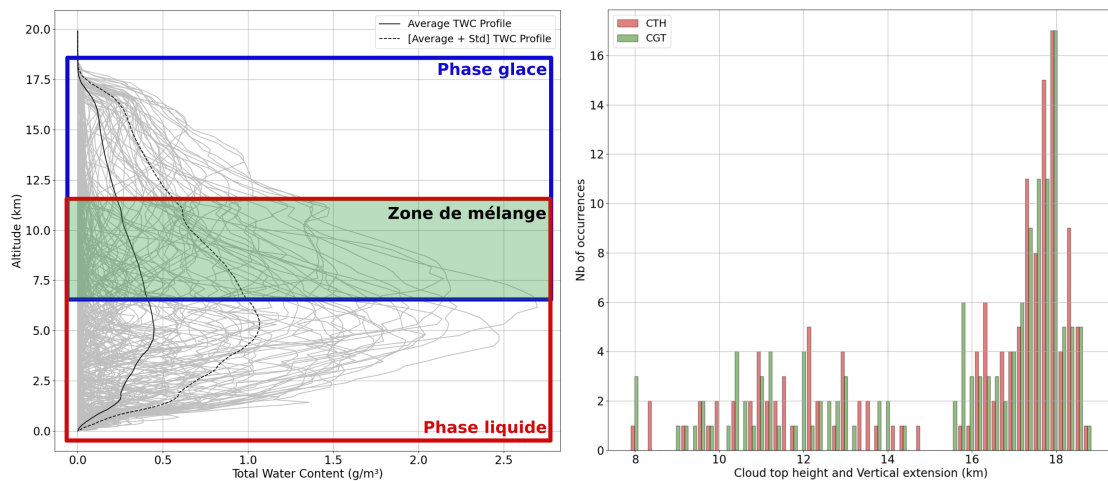 Average TWC Profile
[Average + Std] TWC Profile
Phase glace
Zone de mélange
Phase liquide
20.0
17.5
15.0
12.5
10.0
7.5
5.0
2.5
0.0
Altitude (km)
0.0 0.5 1.0 1.5 2.0 2.5
Total Water Content (g/m³)
CTH
CGT
16
14
12
10
8
6
4
2
0
Nb of occurrences
8 10 12 14 16 18
Cloud top height and Vertical extension (km)